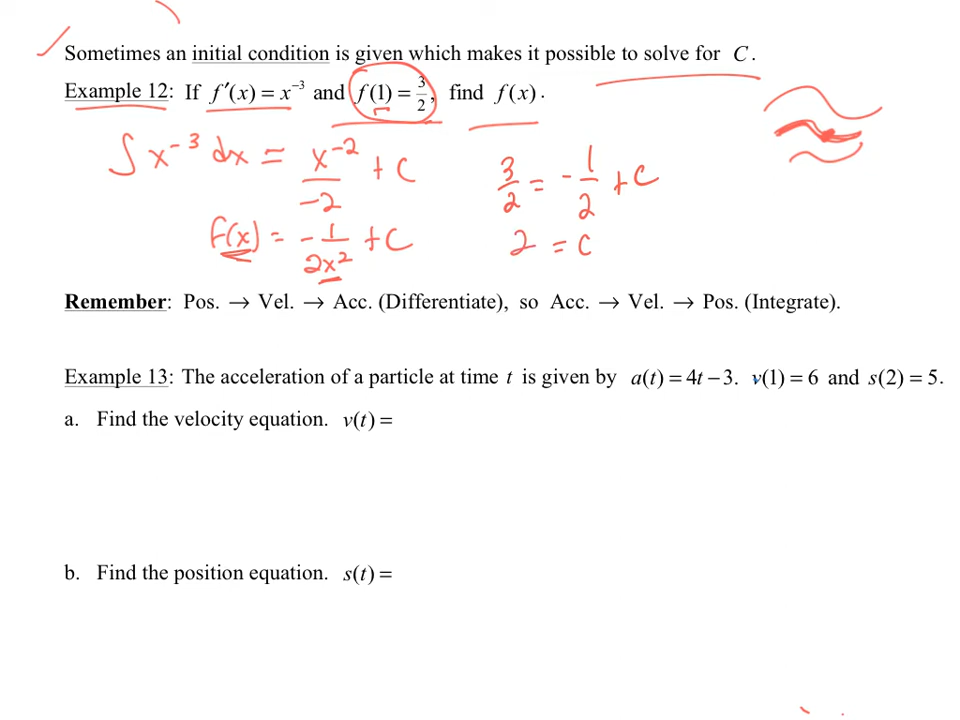 Sometimes an initial condition is given which makes it possible to solve for C.
Example 12: If f′(x) = x⁻³ and f(1) = 3/2, find f(x).
∫ x⁻³ dx = x⁻²/-2 + C
3/2 = -1/2 + C
f(x) = -1/2x² + C
2 = C
Remember: Pos. → Vel. → Acc. (Differentiate), so Acc. → Vel. → Pos. (Integrate).
Example 13: The acceleration of a particle at time t is given by a(t) = 4t – 3. v(1) = 6 and s(2) = 5.
a. Find the velocity equation. v(t) =
b. Find the position equation. s(t) =